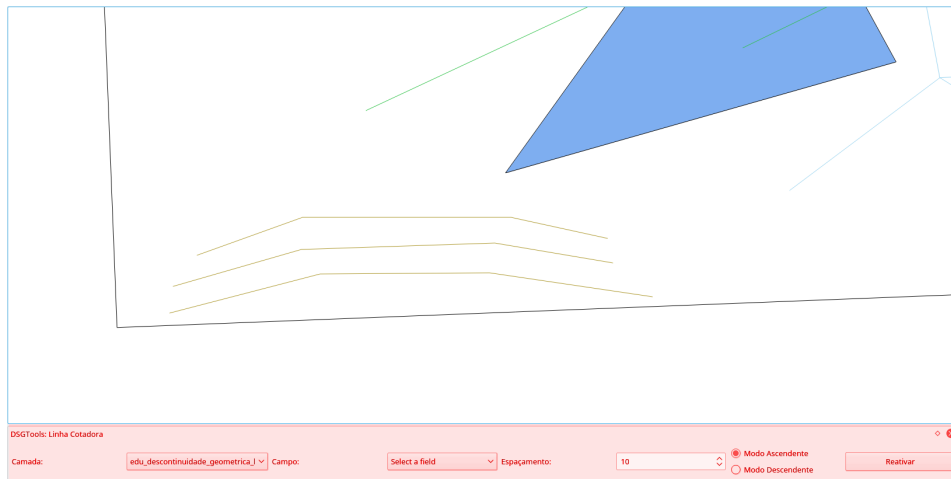 DSGTools: Linha Cotadora
Camada: edu_descontinuidade_geometrica_l Campo: Select a field Espaçamento: 10 Modo Ascendente Reativar
Modo Descendente